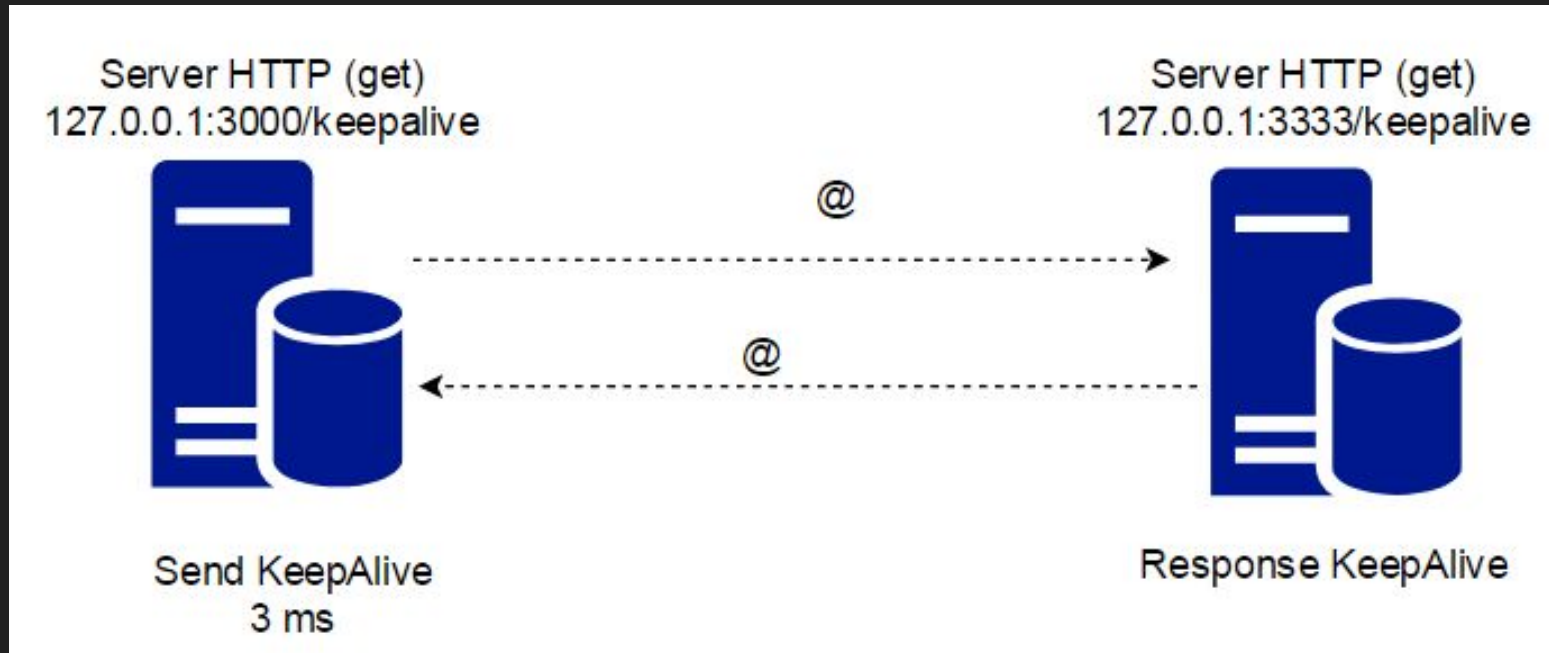 Server HTTP (get)
127.0.0.1:3000/keepalive
Server HTTP (get)
127.0.0.1:3333/keepalive
@
@
Send KeepAlive
3 ms
Response KeepAlive